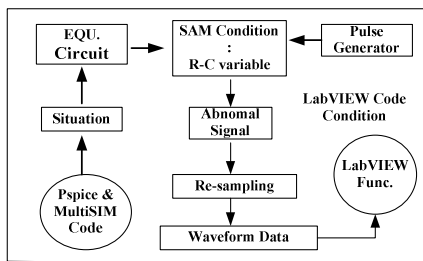 EQU.
Circuit
SAM Condition
:
R-C variable
Pulse
Generator
Situation
Abnomal
Signal
LabVIEW Code
Condition
Pspice &
MultiSIM
Code
Re-sampling
LabVIEW
Func.
Waveform Data